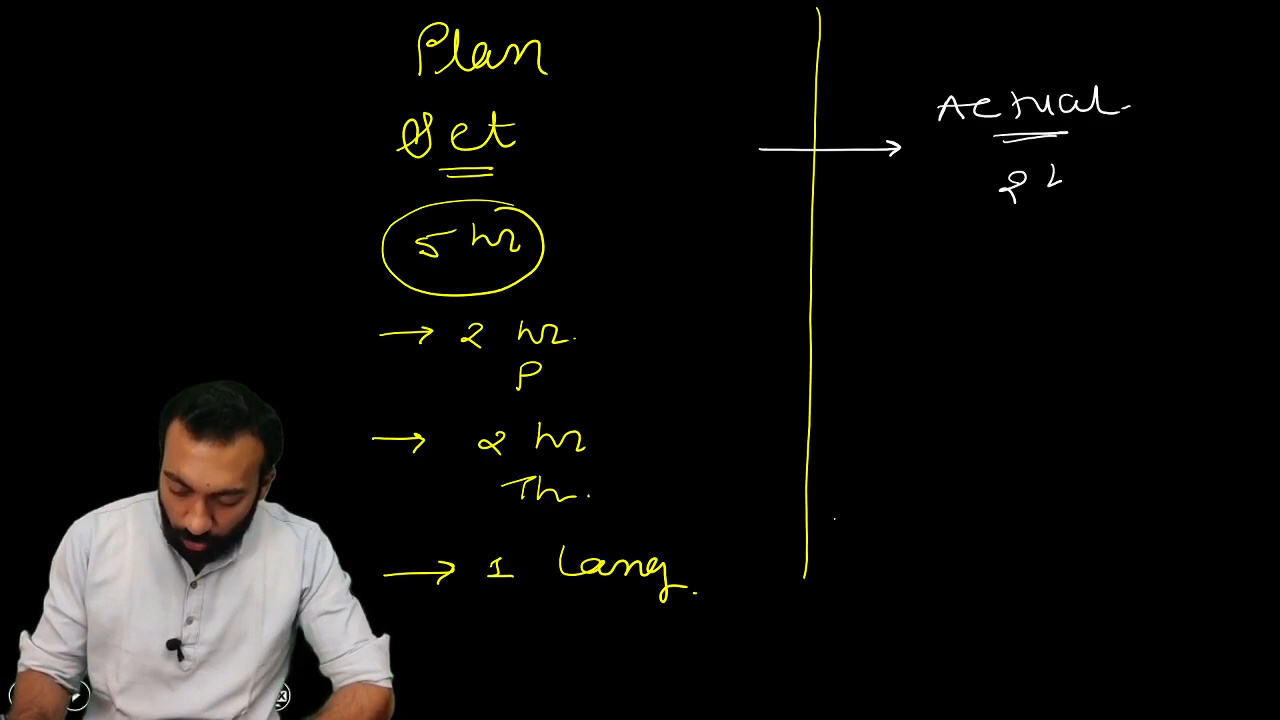 Plan
Set
5 hr
→ 2 hr.
P
→ 2 hr
Th.
→ 1 Lang.
Actual